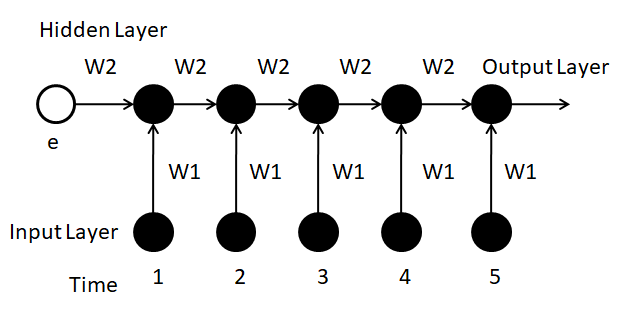 Hidden Layer
W2 W2 W2 W2 W2 Output Layer
e
W1 W1 W1 W1 W1
Input Layer
Time 1 2 3 4 5